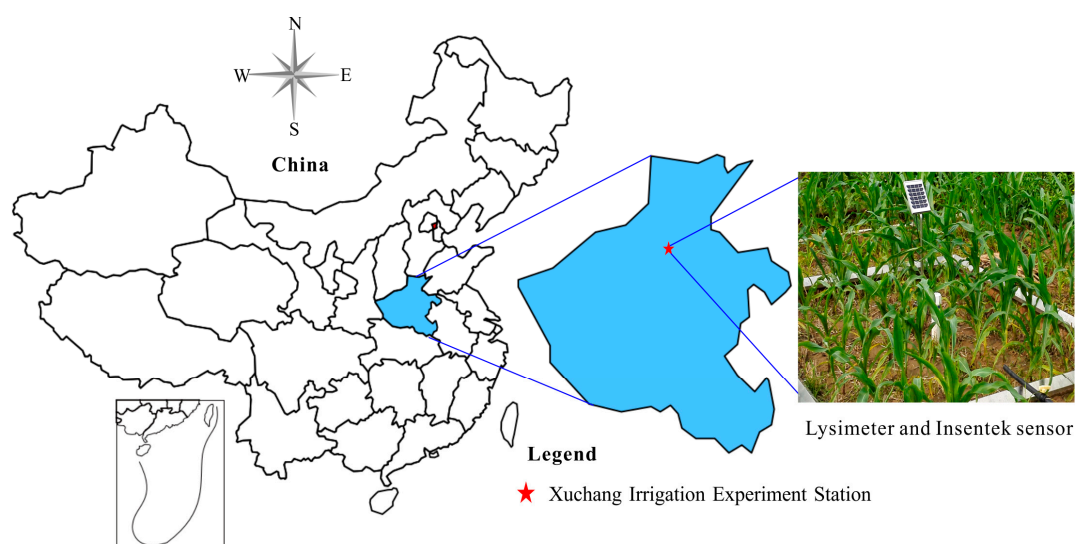 N
W E
S
China
Lysimeter and Insentek sensor
Legend
Xuchang Irrigation Experiment Station